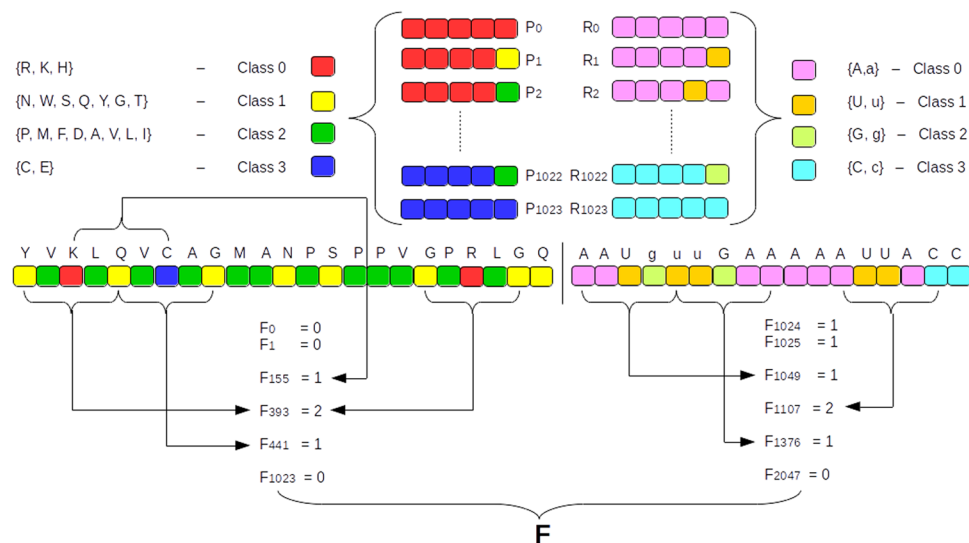 {R, K, H} – Class 0
{N, W, S, Q, Y, G, T} – Class 1
{P, M, F, D, A, V, L, I} – Class 2
{C, E} – Class 3
P0 R0
P1 R1
P2 R2
P1022 R1022
P1023 R1023
{A,a} – Class 0
{U, u} – Class 1
{G, g} – Class 2
{C, c} – Class 3
Y V K L Q V C A G M A N P S P P V G P R L G Q
A A U g u u G A A A A A U U A C C
F0 = 0
F1 = 0
F155 = 1
F393 = 2
F441 = 1
F1023 = 0
F1024 = 1
F1025 = 1
F1049 = 1
F1107 = 2
F1376 = 1
F2047 = 0
F